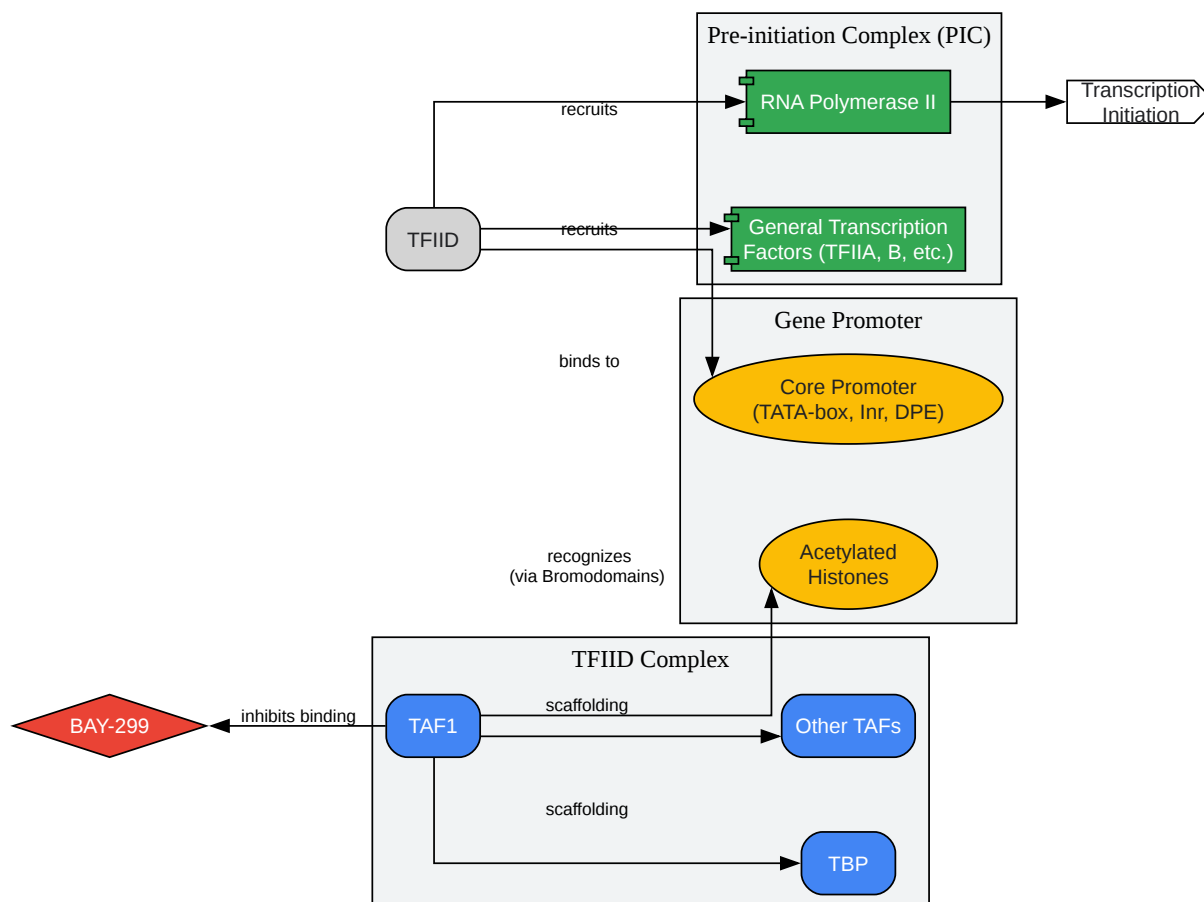 Pre-initiation Complex (PIC)
RNA Polymerase II
Transcription
Initiation
recruits
TFIID
recruits
General Transcription
Factors (TFIIA, B, etc.)
Gene Promoter
binds to
Core Promoter
(TATA-box, Inr, DPE)
recognizes
(via Bromodomains)
Acetylated
Histones
TFIID Complex
BAY-299
inhibits binding
TAF1
scaffolding
Other TAFs
scaffolding
TBP